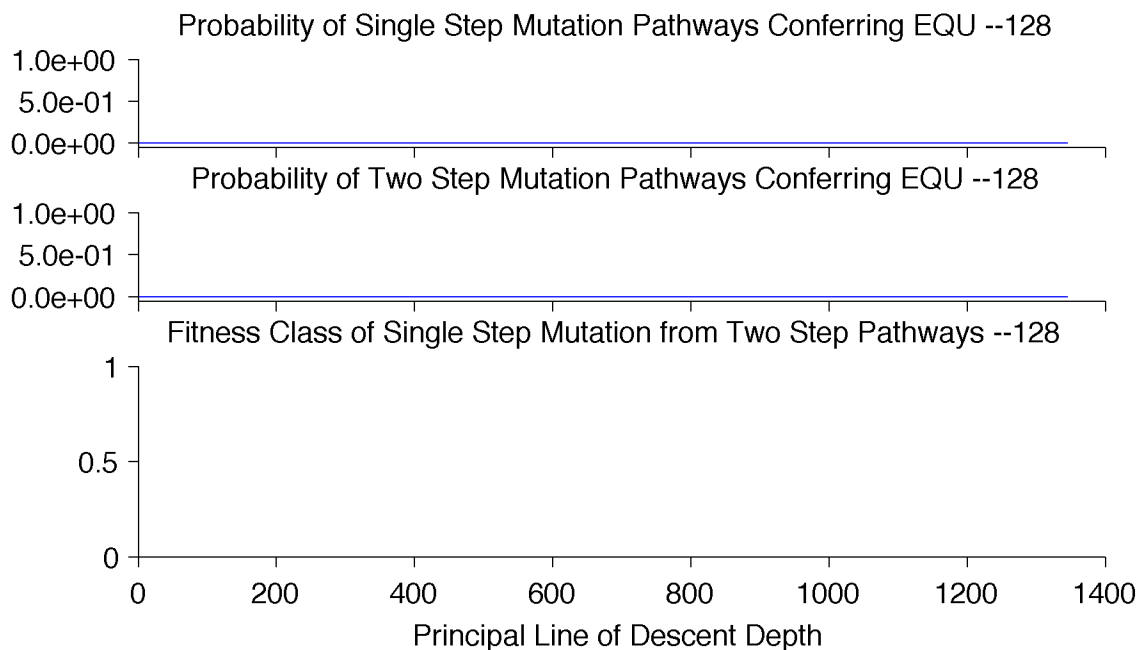 Probability of Single Step Mutation Pathways Conferring EQU --128
1.0e+00
5.0e-01
0.0e+00
Probability of Two Step Mutation Pathways Conferring EQU --128
1.0e+00
5.0e-01
0.0e+00
Fitness Class of Single Step Mutation from Two Step Pathways --128
1
0.5
0
0 200 400 600 800 1000 1200 1400
Principal Line of Descent Depth